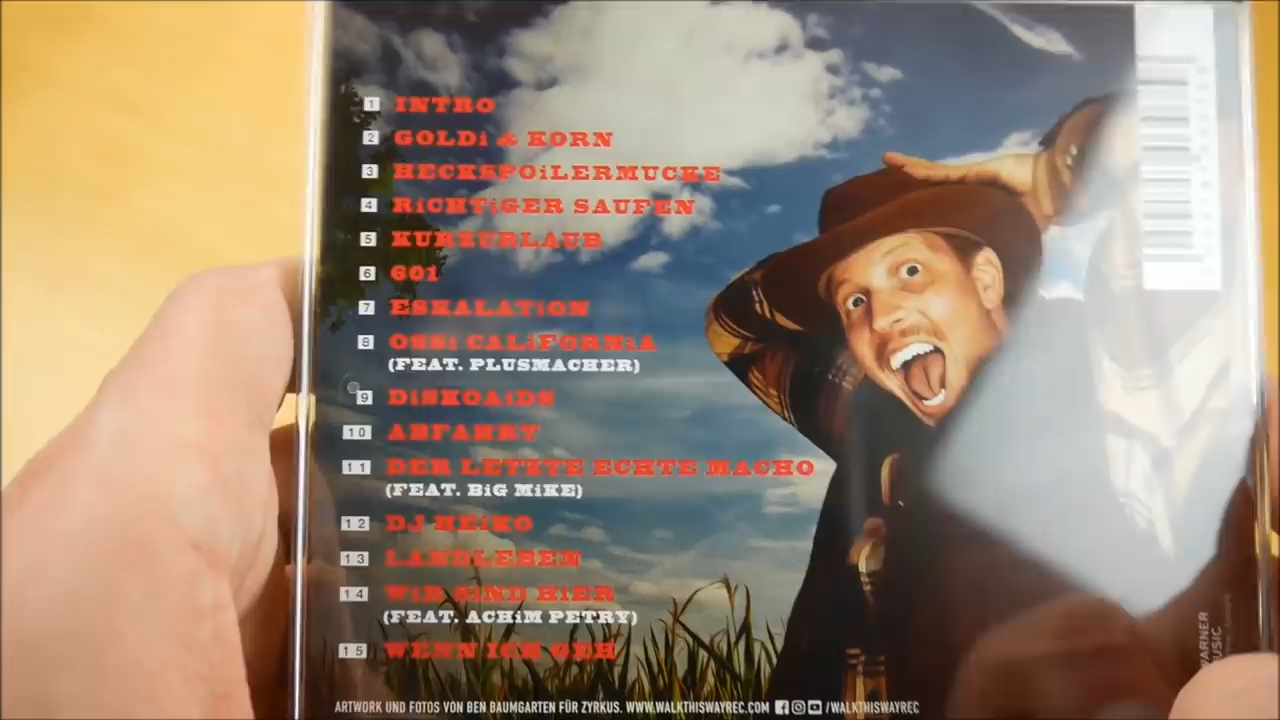 1 INTRO
2 GOLDi & KORN
3 HECKSPOiLERMUCKE
4 RiCHTiGER SAUFEN
5 KURZURLAUB
6 601
7 ESKALATiON
8 OSSi CALiFORNiA
(FEAT. PLUSMACHER)
9 DiSKOAiDS
10 ABFAHRT
11 DER LETZTE ECHTE MACHO
(FEAT. BiG MiKE)
12 DJ HEiKO
13 LANDLEBEN
14 WiR SiND HiER
(FEAT. ACHiM PETRY)
15 WENN ICH GEH
ARTWORK UND FOTOS VON BEN BAUMGARTEN FÜR ZYRKUS. WWW.WALKTHISWAYREC.COM /WALKTHISWAYREC
WARNER
MUSIC